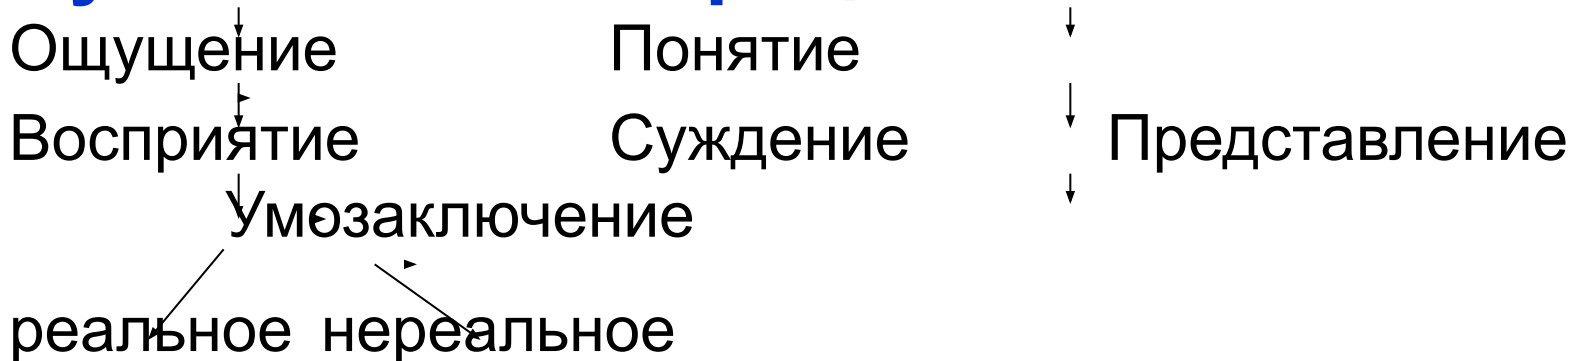 Ощущение Понятие
Восприятие Суждение Представление
Умозаключение
реальное нереальное